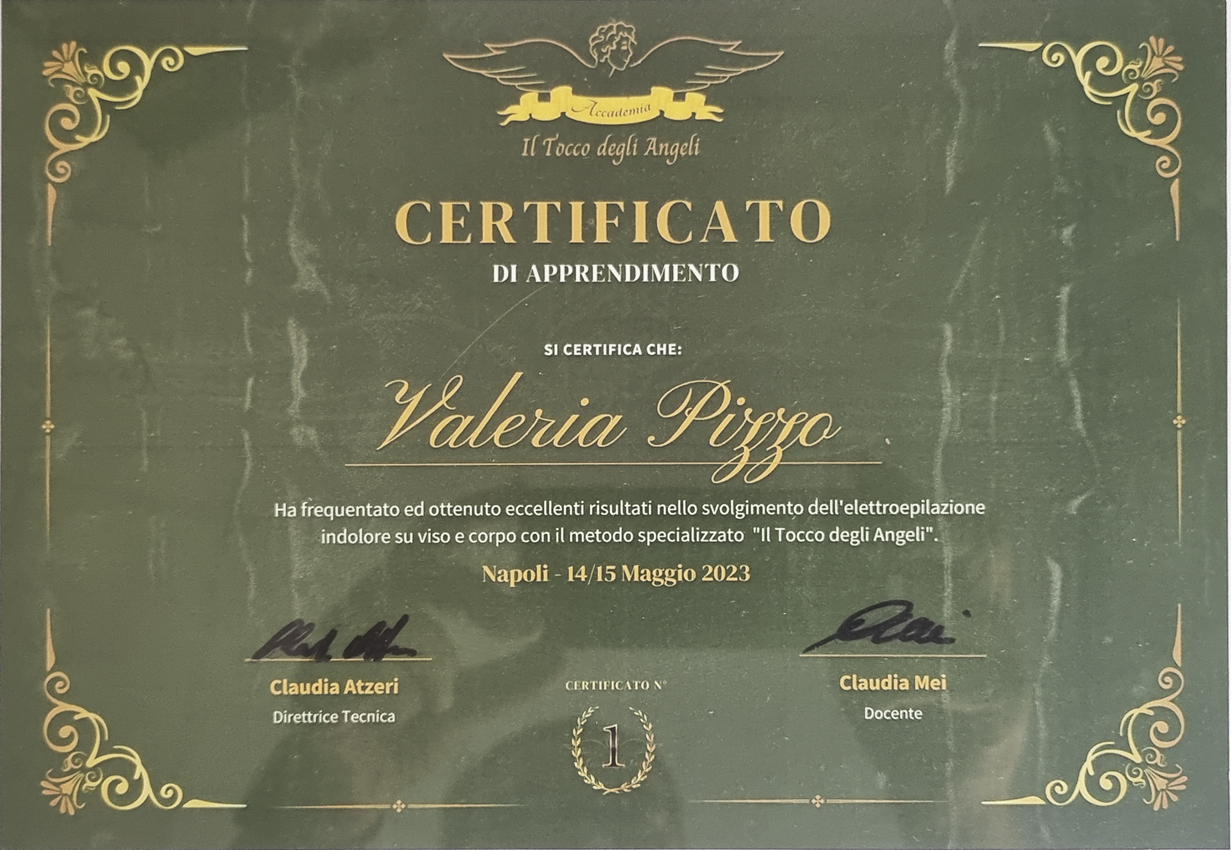 Accademia
Il Tocco degli Angeli
CERTIFICATO
DI APPRENDIMENTO
SI CERTIFICA CHE:
Valeria Pizzo
Ha frequentato ed ottenuto eccellenti risultati nello svolgimento dell'elettroepilazione
indolore su viso e corpo con il metodo specializzato "Il Tocco degli Angeli".
Napoli - 14/15 Maggio 2023
Claudia Atzeri
Direttrice Tecnica
CERTIFICATO N°
1
Claudia Mei
Docente